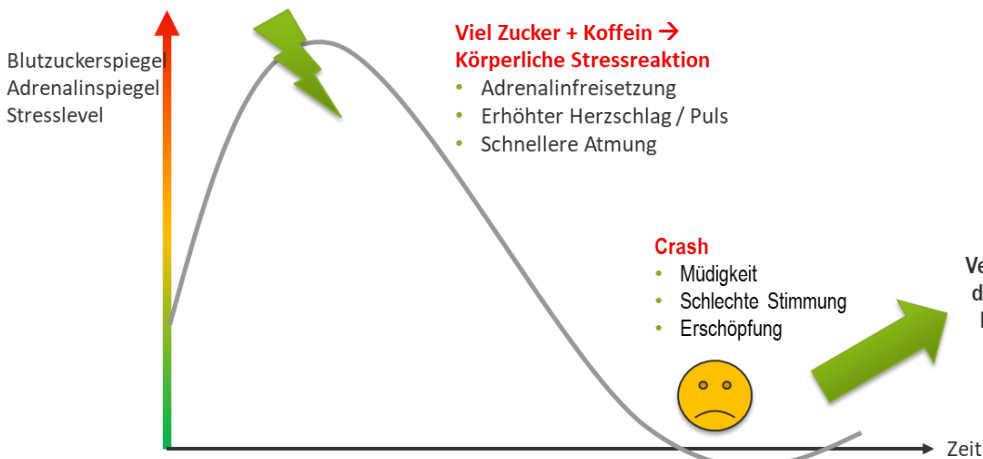 Blutzuckerspiegel
Adrenalinspiegel
Stresslevel
Viel Zucker + Koffein →
Körperliche Stressreaktion
• Adrenalinfreisetzung
• Erhöhter Herzschlag / Puls
• Schnellere Atmung
Crash
• Müdigkeit
• Schlechte Stimmung
• Erschöpfung
Zeit